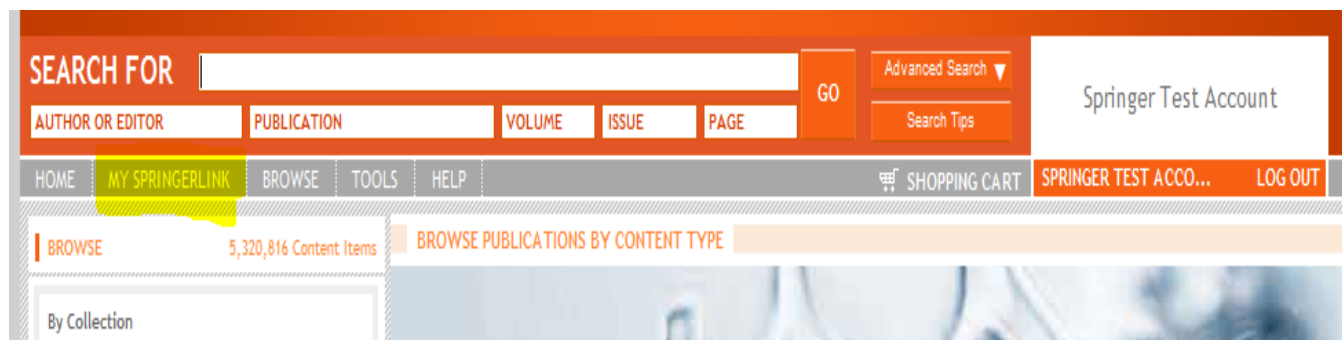 SEARCH FOR
GO
Advanced Search
Springer Test Account
AUTHOR OR EDITOR PUBLICATION VOLUME ISSUE PAGE
Search Tips
HOME MY SPRINGERLINK BROWSE TOOLS HELP SHOPPING CART SPRINGER TEST ACCO... LOG OUT
BROWSE 5,320,816 Content Items
BROWSE PUBLICATIONS BY CONTENT TYPE
By Collection